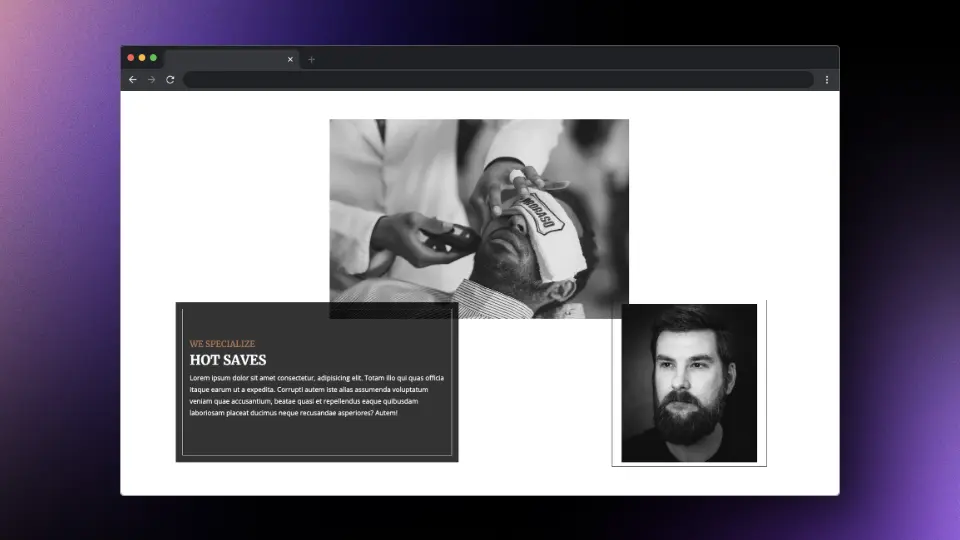 PRORASO
WE SPECIALIZE
HOT SAVES
Lorem ipsum dolor sit amet consectetur, adipisicing elit. Totam illo qui quas officia
itaque earum ut a expedita. Corrupti autem iste alias assumenda voluptatum
veniam quae accusantium, beatae quasi et repellendus eaque quibusdam
laboriosam placeat ducimus neque recusandae asperiores? Autem!